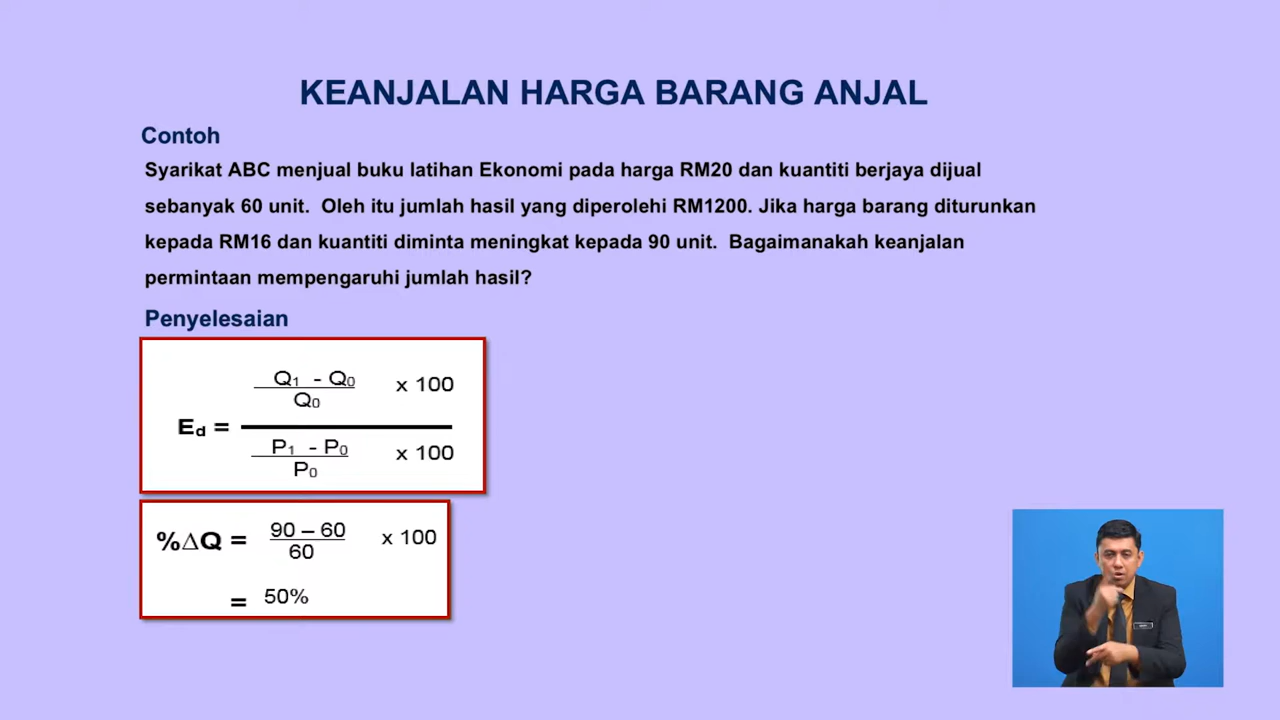 KEANJALAN HARGA BARANG ANJAL
Contoh
Syarikat ABC menjual buku latihan Ekonomi pada harga RM20 dan kuantiti berjaya dijual
sebanyak 60 unit. Oleh itu jumlah hasil yang diperolehi RM1200. Jika harga barang diturunkan
kepada RM16 dan kuantiti diminta meningkat kepada 90 unit. Bagaimanakah keanjalan
permintaan mempengaruhi jumlah hasil?
Penyelesaian
Q₁ - Q₀ x 100
Q₀
E_d =
P₁ - P₀ x 100
P₀
%∆Q = 90 – 60 x 100
60
= 50%